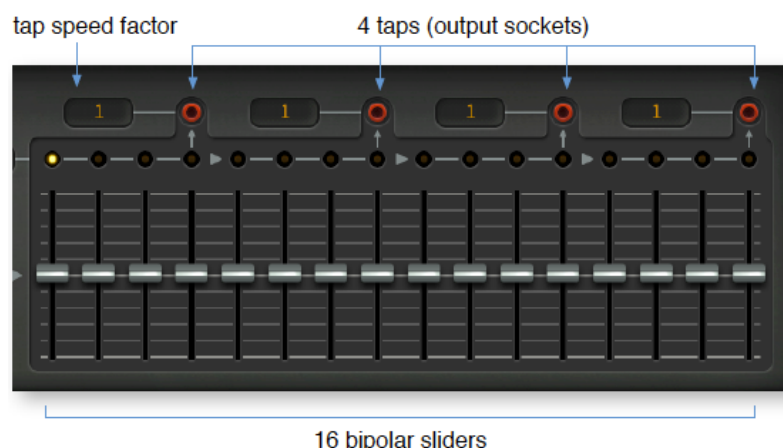 tap speed factor 4 taps (output sockets)
1 1 1 1
16 bipolar sliders